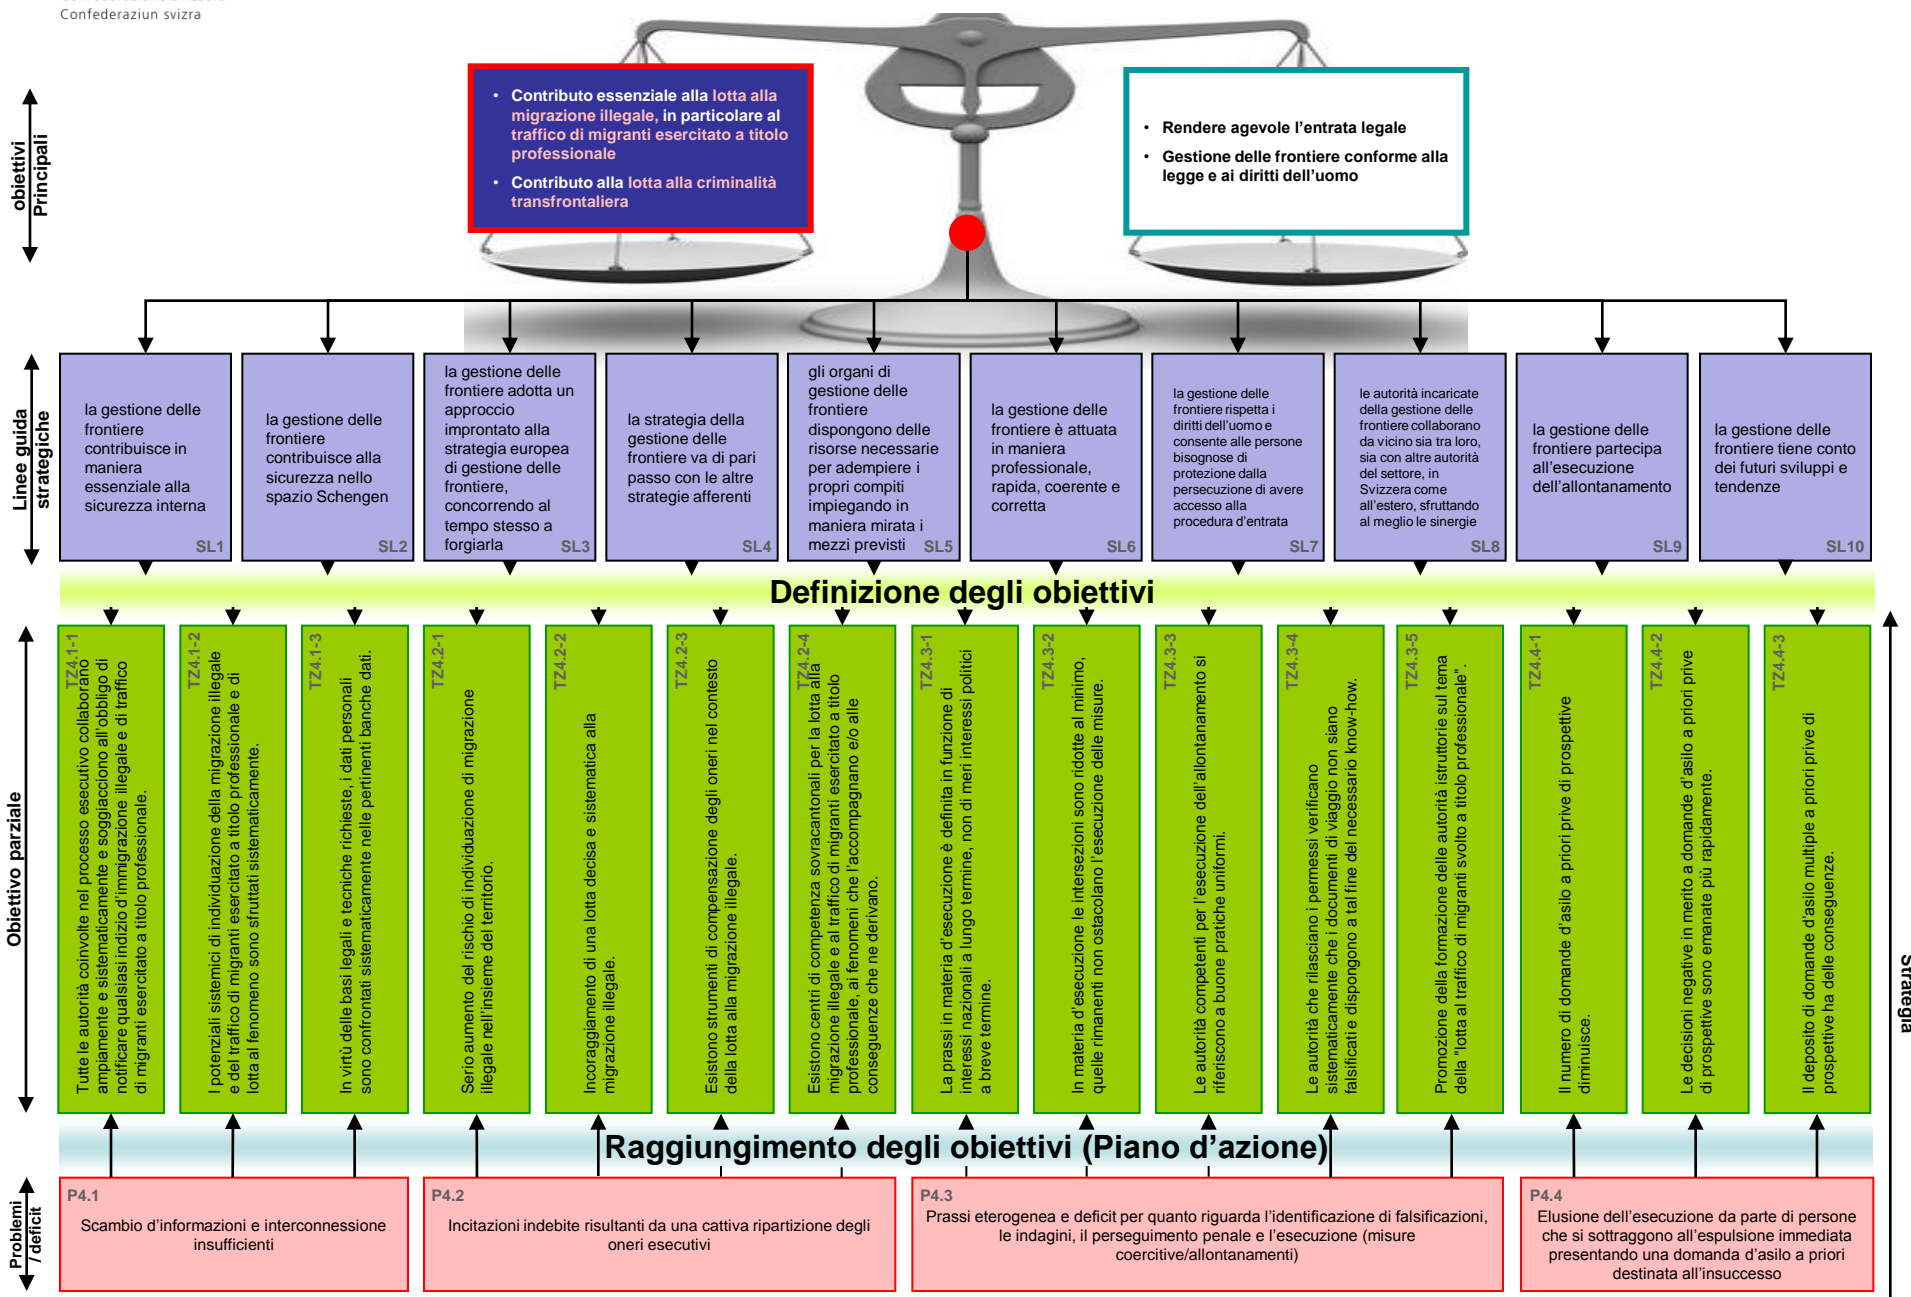 Confederaziun svizra
obiettivi
Principali
• Contributo essenziale alla lotta alla
migrazione illegale, in particolare al
traffico di migranti esercitato a titolo
professionale
• Contributo alla lotta alla criminalità
transfrontaliera
• Rendere agevole l'entrata legale
• Gestione delle frontiere conforme alla
legge e ai diritti dell'uomo
Linee guida
strategiche
la gestione delle
frontiere
contribuisce in
maniera
essenziale alla
sicurezza interna
SL1
la gestione delle
frontiere
contribuisce alla
sicurezza nello
spazio Schengen
SL2
la gestione delle
frontiere adotta un
approccio
improntato alla
strategia europea
di gestione delle
frontiere,
concorrendo al
tempo stesso a
forgiarla
SL3
la strategia della
gestione delle
frontiere va di pari
passo con le altre
strategie afferenti
SL4
gli organi di
gestione delle
frontiere
dispongono delle
risorse necessarie
per adempiere i
propri compiti
impiegando in
maniera mirata i
mezzi previsti
SL5
la gestione delle
frontiere è attuata
in maniera
professionale,
rapida, coerente e
corretta
SL6
la gestione delle
frontiere rispetta i
diritti dell'uomo e
consente alle persone
bisognose di
protezione dalla
persecuzione di avere
accesso alla
procedura d'entrata
SL7
le autorità incaricate
della gestione delle
frontiere collaborano
da vicino sia tra loro,
sia con altre autorità
del settore, in
Svizzera come
all'estero, sfruttando
al meglio le sinergie
SL8
la gestione delle
frontiere partecipa
all'esecuzione
dell'allontanamento
SL9
la gestione delle
frontiere tiene conto
dei futuri sviluppi e
tendenze
SL10
Definizione degli obiettivi
Obiettivo parziale
TZ4.1-1
Tutte le autorità coinvolte nel processo esecutivo collaborano
ampiamente e sistematicamente e soggiacciono all'obbligo di
notificare qualsiasi indizio d'immigrazione illegale e di traffico
di migranti esercitato a titolo professionale.
TZ4.1-2
I potenziali sistemici di individuazione della migrazione illegale
e del traffico di migranti esercitato a titolo professionale e di
lotta al fenomeno sono sfruttati sistematicamente.
TZ4.1-3
In virtù delle basi legali e tecniche richieste, i dati personali
sono confrontati sistematicamente nelle pertinenti banche dati.
TZ4.2-1
Serio aumento del rischio di individuazione di migrazione
illegale nell'insieme del territorio.
TZ4.2-2
Incoraggiamento di una lotta decisa e sistematica alla
migrazione illegale.
TZ4.2-3
Esistono strumenti di compensazione degli oneri nel contesto
della lotta alla migrazione illegale.
TZ4.2-4
Esistono centri di competenza sovracantonali per la lotta alla
migrazione illegale e al traffico di migranti esercitato a titolo
professionale, ai fenomeni che l'accompagnano e/o alle
conseguenze che ne derivano.
TZ4.3-1
La prassi in materia d'esecuzione è definita in funzione di
interessi nazionali a lungo termine, non di meri interessi politici
a breve termine.
TZ4.3-2
In materia d'esecuzione le intersezioni sono ridotte al minimo,
quelle rimanenti non ostacolano l'esecuzione delle misure.
TZ4.3-3
Le autorità competenti per l'esecuzione dell'allontanamento si
riferiscono a buone pratiche uniformi.
TZ4.3-4
Le autorità che rilasciano i permessi verificano
sistematicamente che i documenti di viaggio non siano
falsificati e dispongono a tal fine del necessario know-how.
TZ4.3-5
Promozione della formazione delle autorità istruttorie sul tema
della "lotta al traffico di migranti svolto a titolo professionale".
TZ4.4-1
Il numero di domande d'asilo a priori prive di prospettive
diminuisce.
TZ4.4-2
Le decisioni negative in merito a domande d'asilo a priori prive
di prospettive sono emanate più rapidamente.
TZ4.4-3
Il deposito di domande d'asilo multiple a priori prive di
prospettive ha delle conseguenze.
Strategia
Raggiungimento degli obiettivi (Piano d'azione)
Problemi
/ deficit
P4.1
Scambio d'informazioni e interconnessione
insufficienti
P4.2
Incitazioni indebite risultanti da una cattiva ripartizione degli
oneri esecutivi
P4.3
Prassi eterogenea e deficit per quanto riguarda l'identificazione di falsificazioni,
le indagini, il perseguimento penale e l'esecuzione (misure
coercitive/allontanamenti)
P4.4
Elusione dell'esecuzione da parte di persone
che si sottraggono all'espulsione immediata
presentando una domanda d'asilo a priori
destinata all'insuccesso